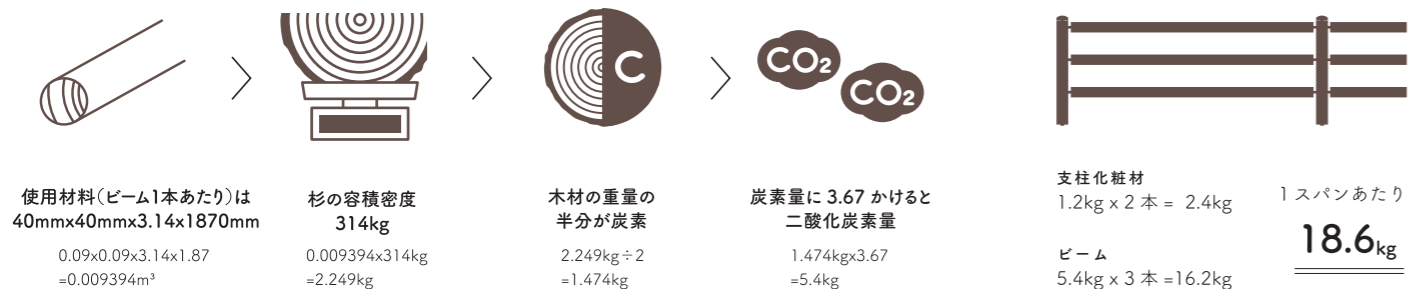 C
CO₂
CO₂
使用材料(ビーム1本あたり)は
40mmx40mmx3.14x1870mm
0.09x0.09x3.14x1.87
=0.009394m³
杉の容積密度
314kg
0.009394x314kg
=2.249kg
木材の重量の
半分が炭素
2.249kg÷2
=1.474kg
炭素量に 3.67 かけると
二酸化炭素量
1.474kgx3.67
=5.4kg
支柱化粧材
1.2kg x 2 本 = 2.4kg
ビーム
5.4kg x 3 本 =16.2kg
1スパンあたり
18.6kg